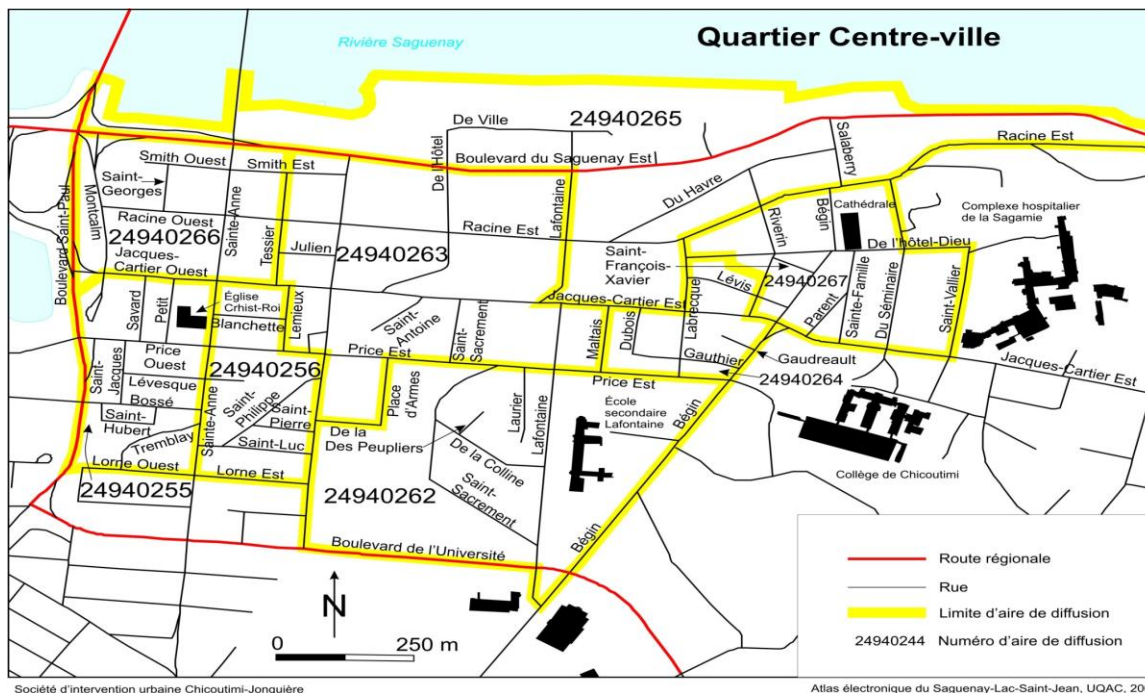 Quartier Centre-ville
Rivière Saguenay
De Ville
24940265
Racine Est
Smith Ouest
Smith Est
De l'Hôtel
Boulevard du Saguenay Est
Salaberry
Saint-
Georges
Boulevard Saint-Paul
Montcalm
Sainte-Anne
Lafontaine
Du Havre
Riverin
Bégin
Cathédrale
Complexe hospitalier
de la Sagamie
Racine Ouest
24940266
Racine Est
Tessier
Julien
24940263
De l'hôtel-Dieu
Saint-
François-
Xavier
Jacques-
Cartier Ouest
Lévis
24940267
Savard
Petit
Église
Crhist-Roi
Blanchette
Lemieux
Saint-
Antoine
Saint-
Sacrement
Jacques-Cartier Est
Labrecque
Parent
Sainte-Famille
Du Séminaire
Saint-Vallier
Maltais
Dubois
Gauthier
Gaudreault
Jacques-Cartier Est
Price Est
Price
Ouest
24940256
Price Est
24940264
Saint-
Jacques
Lévesque
Bossé
Saint-
Hubert
Tremblay
Sainte-Anne
Saint-
Philippe
Saint-
Pierre
Saint-Luc
Place
d'Armes
De la
Des Peupliers
Laurier
Lafontaine
École
secondaire
Lafontaine
Bégin
De la Colline
Saint-
Sacrement
Collège de Chicoutimi
Lorne Ouest
Lorne Est
24940255
24940262
Boulevard de l'Université
Bégin
N
0 250 m
Route régionale
Rue
Limite d'aire de diffusion
24940244 Numéro d'aire de diffusion
Société d'intervention urbaine Chicoutimi-Jonquière
Atlas électronique du Saguenay-Lac-Saint-Jean, UQAC, 20